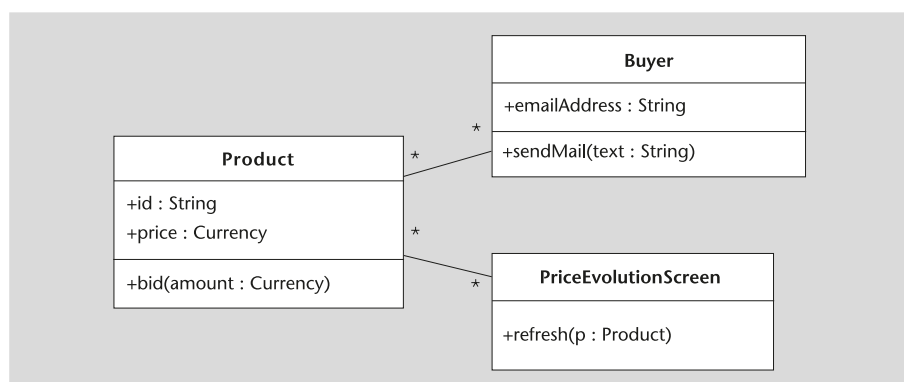 Buyer
+emailAddress : String
+sendMail(text : String)
*
*
Product
+id : String
+price : Currency
+bid(amount : Currency)
*
*
PriceEvolutionScreen
+refresh(p : Product)